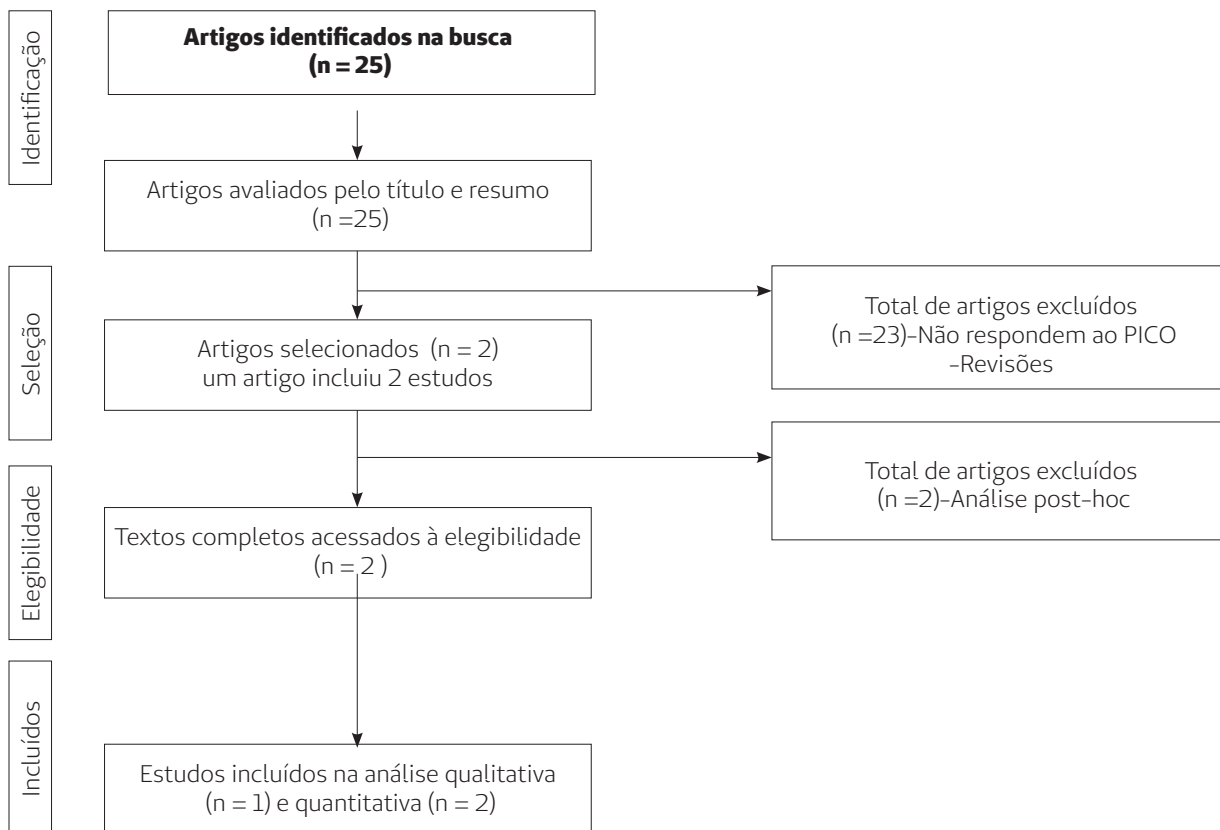 Identificação
Artigos identificados na busca
(n = 25)
Artigos avaliados pelo título e resumo
(n =25)
Seleção
Total de artigos excluídos
(n =23)-Não respondem ao PICO
-Revisões
Artigos selecionados (n = 2)
um artigo incluiu 2 estudos
Total de artigos excluídos
(n =2)-Análise post-hoc
Elegibilidade
Textos completos acessados à elegibilidade
(n = 2 )
Incluídos
Estudos incluídos na análise qualitativa
(n = 1) e quantitativa (n = 2)